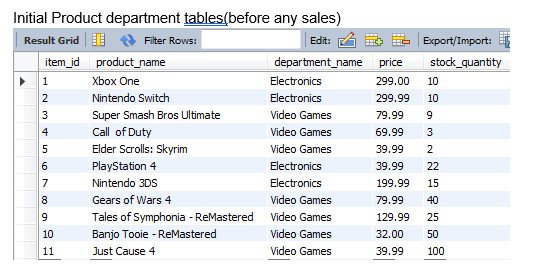 Initial Product department tables(before any sales)
Result Grid Filter Rows: Edit: Export/Import:
item_id product_name department_name price stock_quantity
1 Xbox One Electronics 299.00 10
2 Nintendo Switch Electronics 299.99 10
3 Super Smash Bros Ultimate Video Games 79.99 9
4 Call of Duty Video Games 69.99 3
5 Elder Scrolls: Skyrim Video Games 39.99 2
6 PlayStation 4 Electronics 39.99 22
7 Nintendo 3DS Electronics 199.99 15
8 Gears of Wars 4 Video Games 79.99 40
9 Tales of Symphonia - ReMastered Video Games 129.99 25
10 Banjo Tooie - ReMastered Video Games 32.00 50
11 Just Cause 4 Video Games 39.99 100